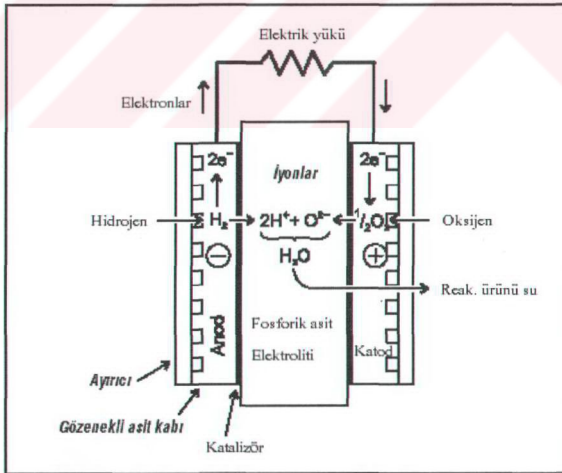 Elektrik yükü
Elektronlar
2e⁻
İyonlar
2e⁻
Hidrojen
H₂
2H⁺ + O²⁻
1/2O₂
Oksijen
H₂O
Reak. ürünü su
Anod
Fosforik asit
Elektroliti
Katod
Ayırıcı
Gözenekli asit kabı
Katalizör